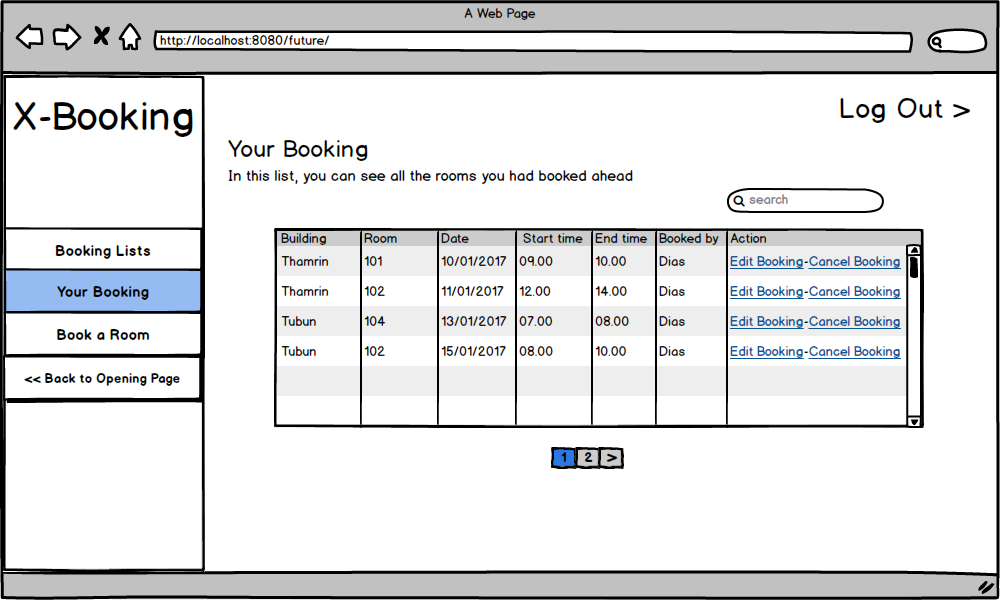 A Web Page
http://localhost:8080/future/
X-Booking
Log Out >
Your Booking
In this list, you can see all the rooms you had booked ahead
search
Booking Lists
Your Booking
Book a Room
<< Back to Opening Page
Building Room Date Start time End time Booked by Action
Thamrin 101 10/01/2017 09.00 10.00 Dias Edit Booking-Cancel Booking
Thamrin 102 11/01/2017 12.00 14.00 Dias Edit Booking-Cancel Booking
Tubun 104 13/01/2017 07.00 08.00 Dias Edit Booking-Cancel Booking
Tubun 102 15/01/2017 08.00 10.00 Dias Edit Booking-Cancel Booking
1 2 >